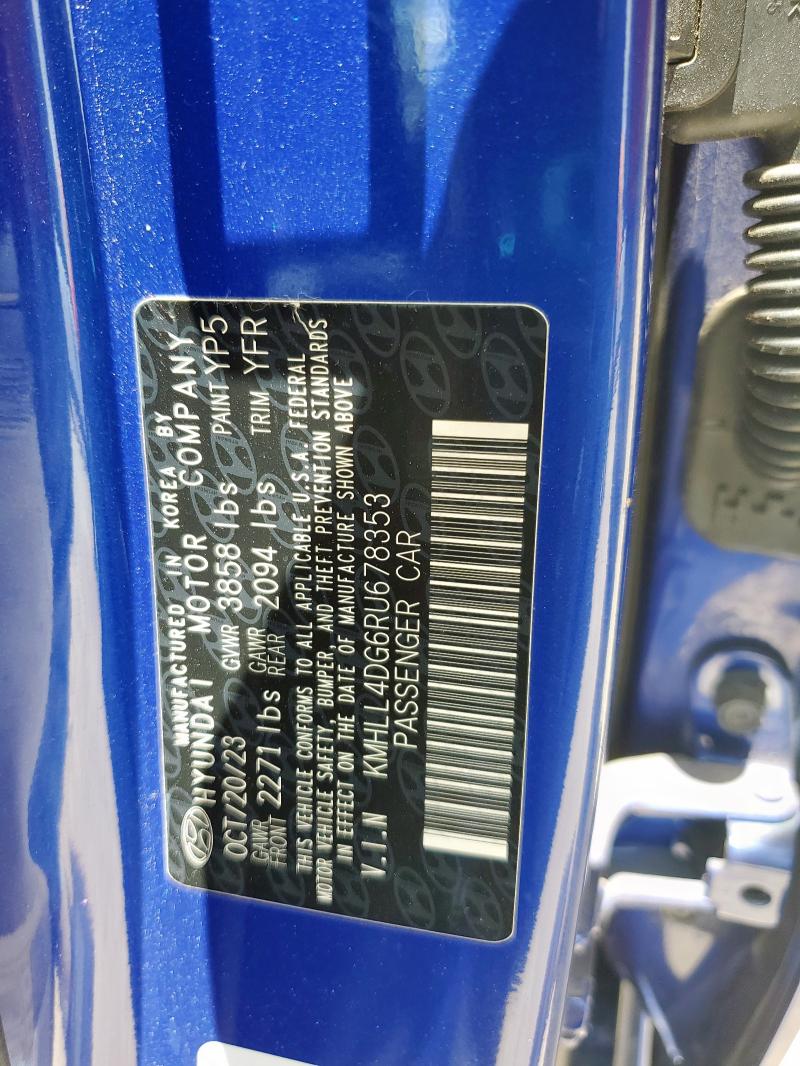 MANUFACTURED IN KOREA BY
HYUNDAI MOTOR COMPANY
OCT/20/23 GVWR 3858 lbs PAINT YP5
GAWR FRONT 2271 lbs GAWR REAR 2094 lbs TRIM YFR
THIS VEHICLE CONFORMS TO ALL APPLICABLE U.S.A. FEDERAL
MOTOR VEHICLE SAFETY, BUMPER, AND THEFT PREVENTION STANDARDS
IN EFFECT ON THE DATE OF MANUFACTURE SHOWN ABOVE
V.I.N KMHLL4DG6RU678353
PASSENGER CAR